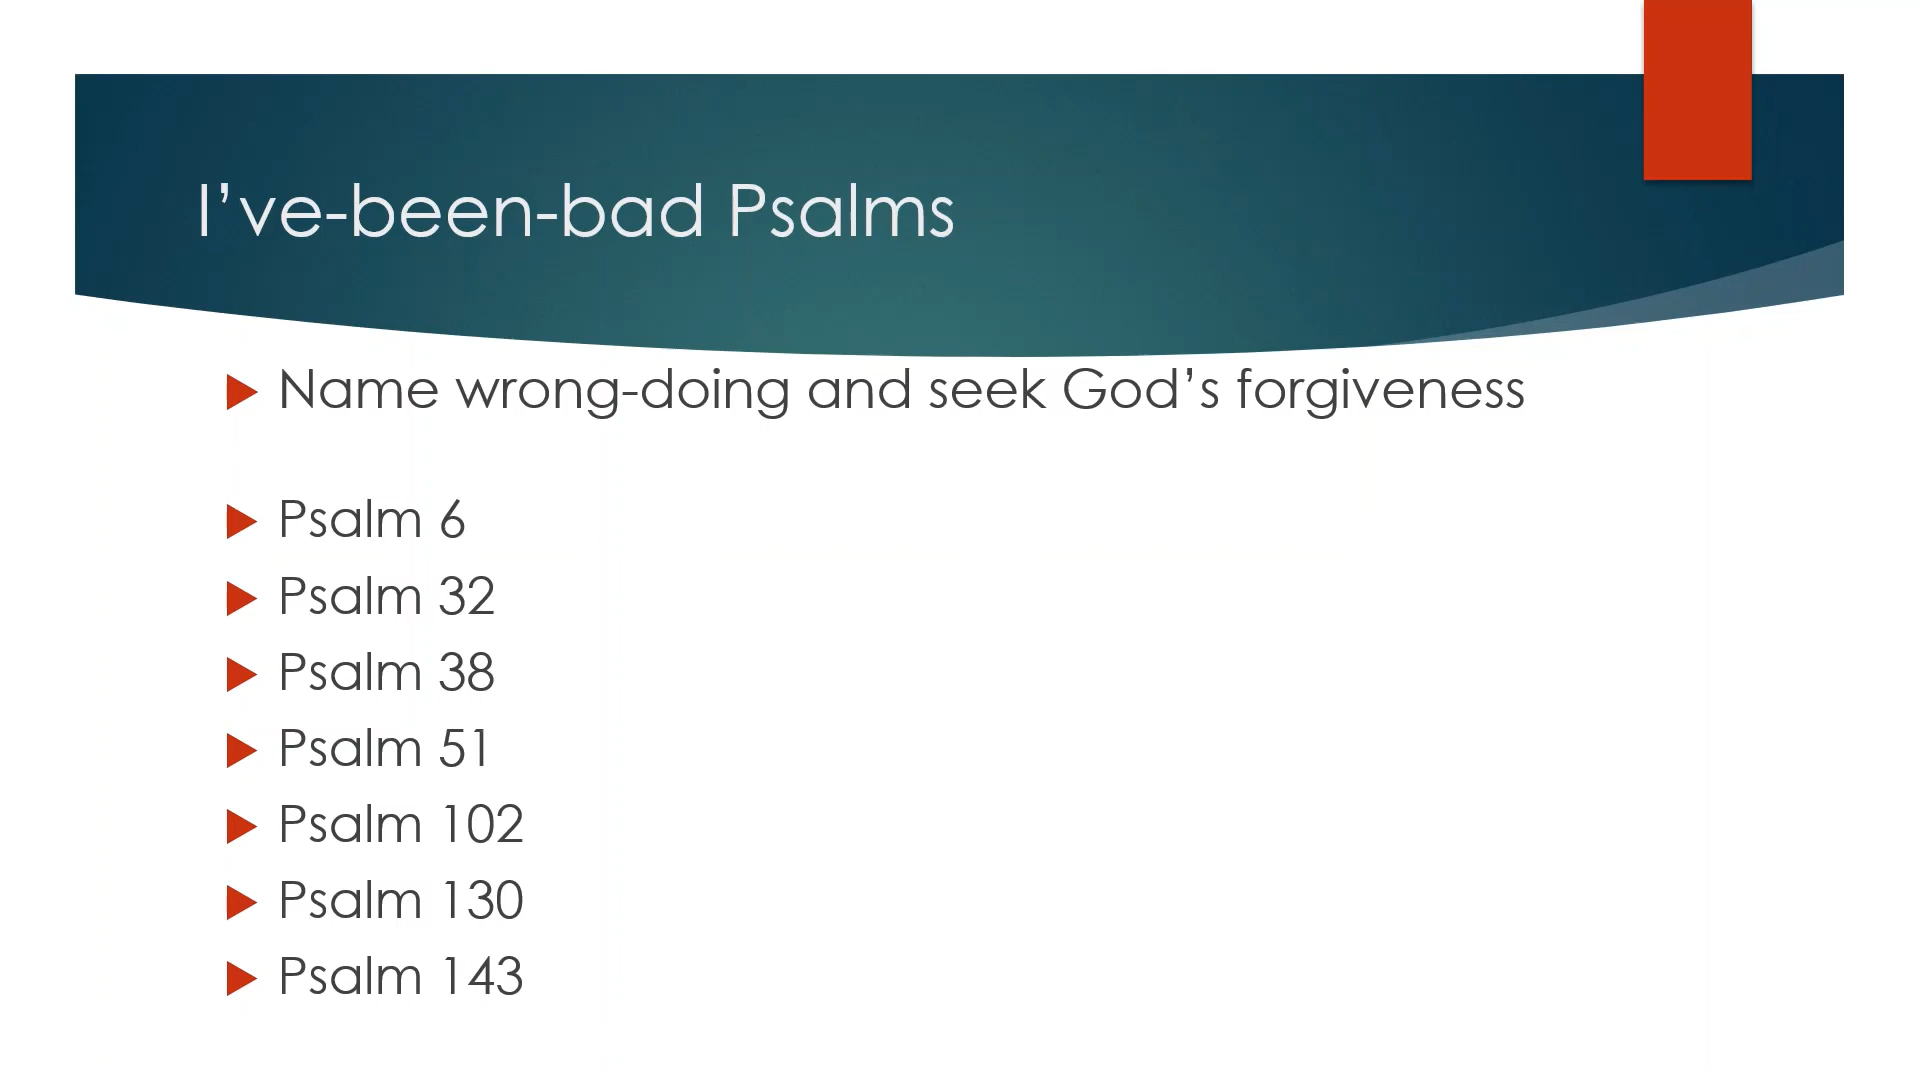 I’ve-been-bad Psalms
Name wrong-doing and seek God’s forgiveness
Psalm 6
Psalm 32
Psalm 38
Psalm 51
Psalm 102
Psalm 130
Psalm 143